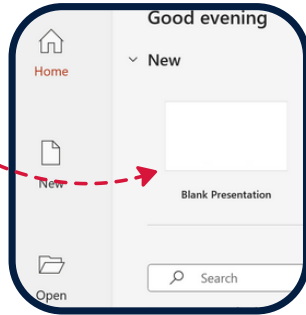 Good evening
Home
New
New
Blank Presentation
Search
Open